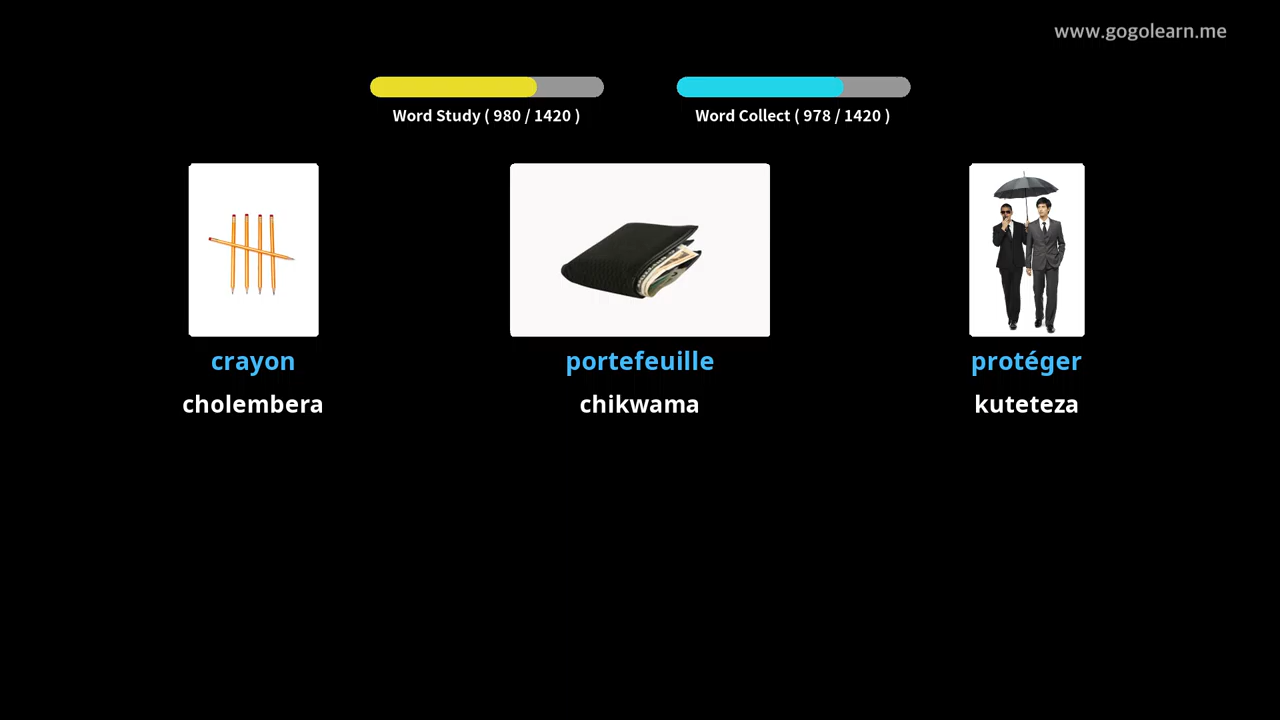 www.gogolearn.me
Word Study ( 980 / 1420 )
Word Collect ( 978 / 1420 )
crayon
cholembera
portefeuille
chikwama
protéger
kuteteza